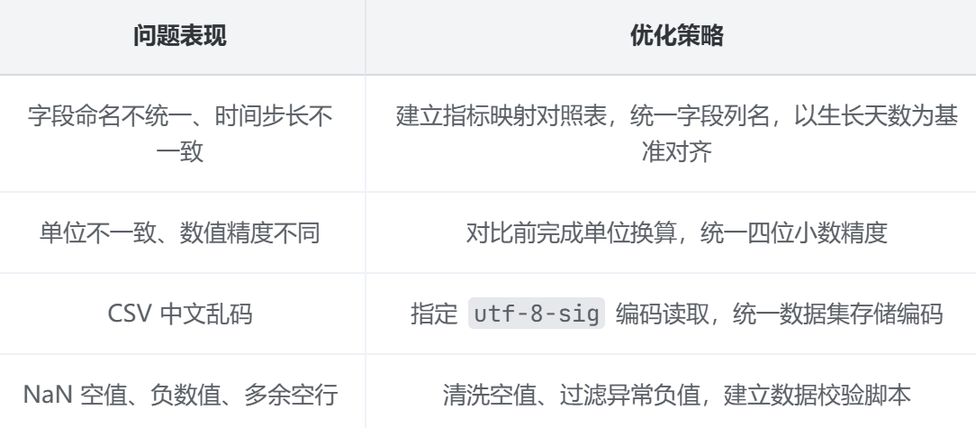 问题表现
优化策略
字段命名不统一、时间步长不
一致
建立指标映射对照表，统一字段列名，以生长天数为基
准对齐
单位不一致、数值精度不同
对比前完成单位换算，统一四位小数精度
CSV 中文乱码
指定 utf-8-sig 编码读取，统一数据集存储编码
NaN 空值、负数值、多余空行
清洗空值、过滤异常负值，建立数据校验脚本